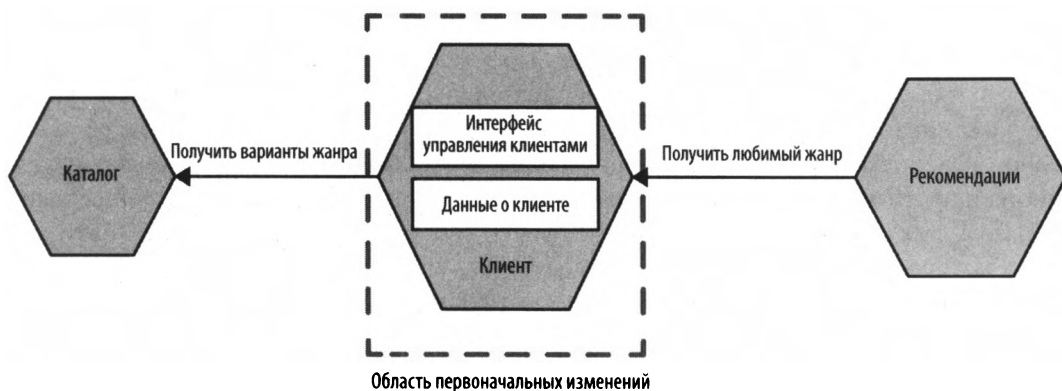 Каталог
Получить варианты жанра
Интерфейс
управления клиентами
Данные о клиенте
Клиент
Получить любимый жанр
Рекомендации
Область первоначальных изменений